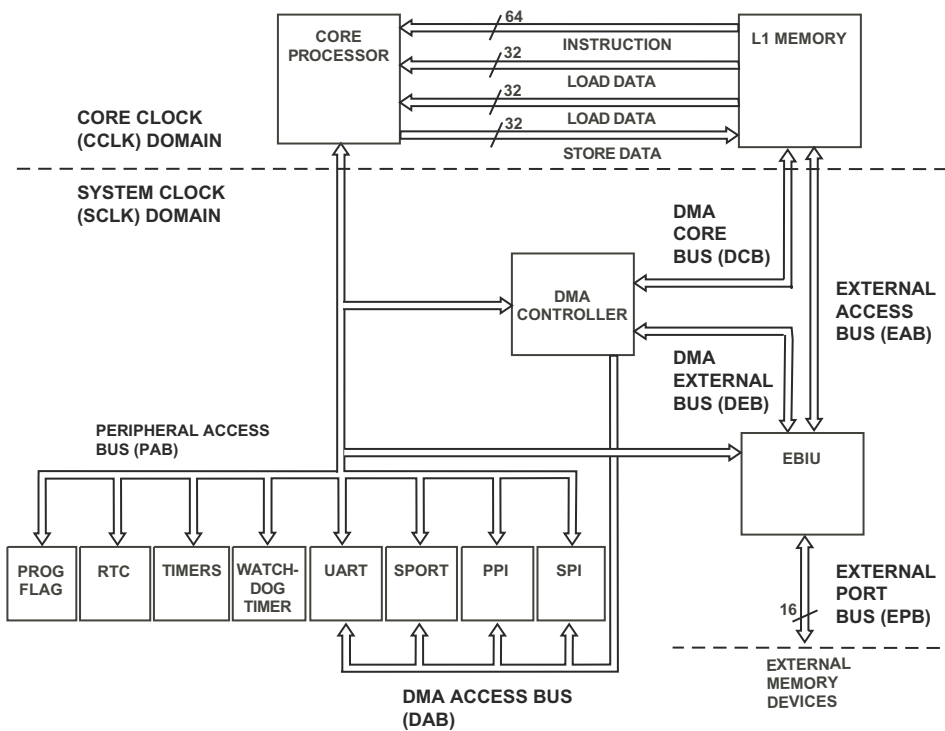 CORE
PROCESSOR
64
INSTRUCTION
32
LOAD DATA
32
LOAD DATA
32
STORE DATA
L1 MEMORY
CORE CLOCK
(CCLK) DOMAIN
SYSTEM CLOCK
(SCLK) DOMAIN
DMA
CORE
BUS (DCB)
DMA
CONTROLLER
EXTERNAL
ACCESS
BUS (EAB)
DMA
EXTERNAL
BUS (DEB)
PERIPHERAL ACCESS
BUS (PAB)
EBIU
PROG
FLAG
RTC
TIMERS
WATCH-
DOG
TIMER
UART
SPORT
PPI
SPI
EXTERNAL
PORT
BUS (EPB)
16
DMA ACCESS BUS
(DAB)
EXTERNAL
MEMORY
DEVICES